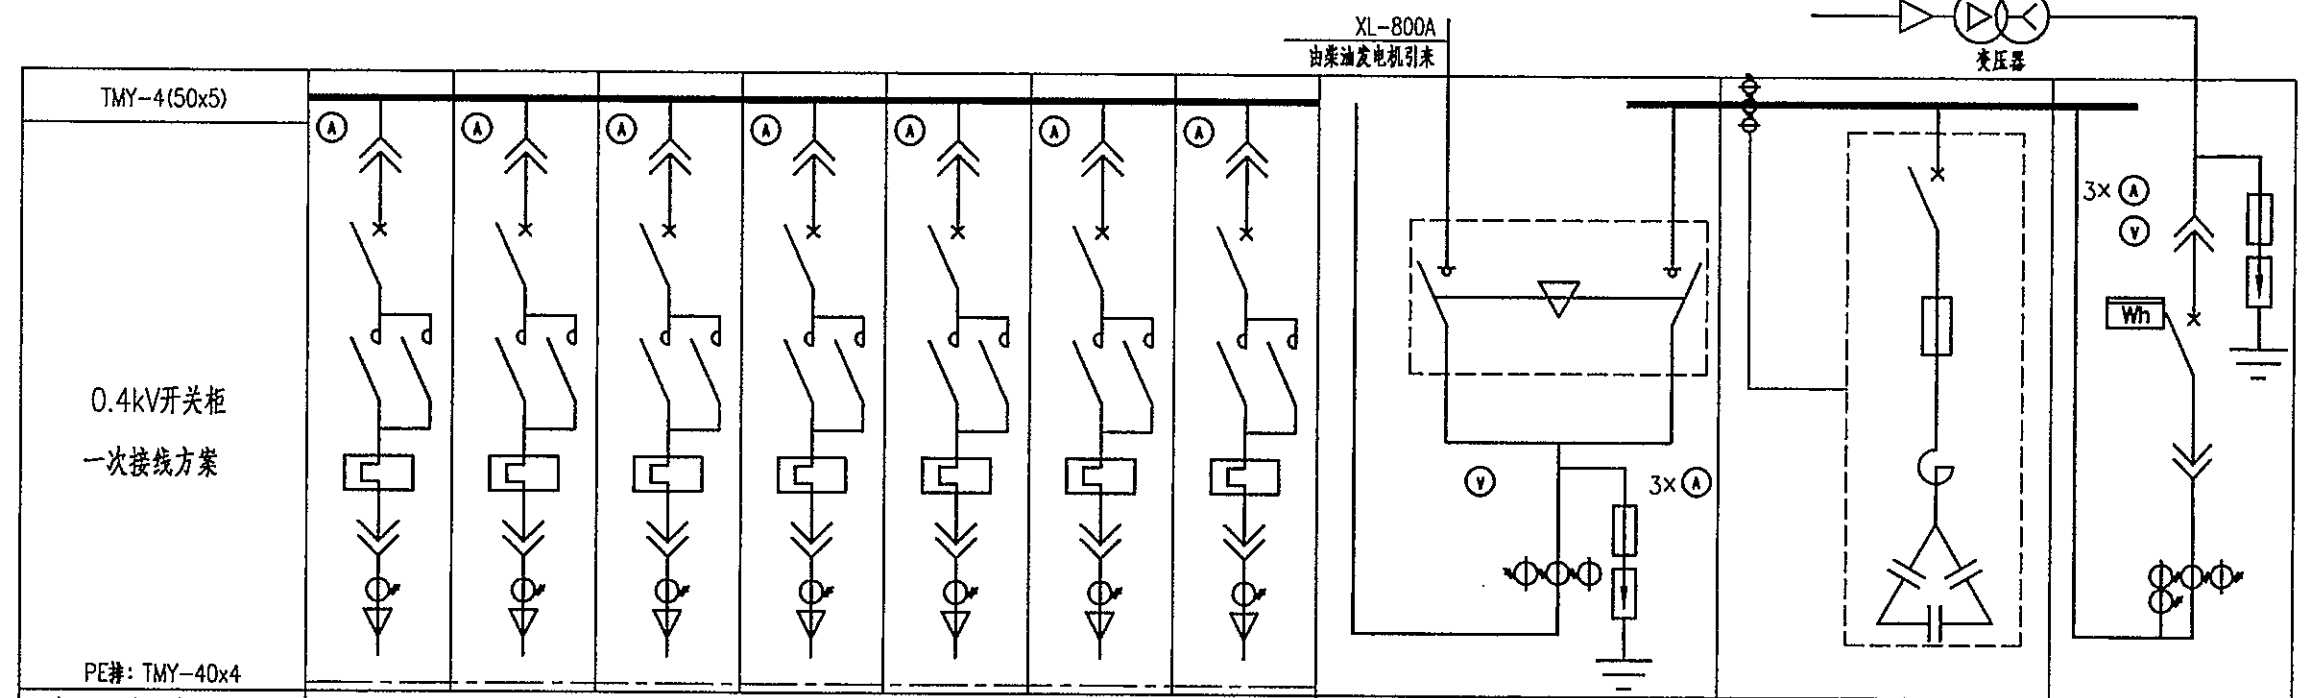 XL-800A
由柴油发电机引来
变压器
TMY-4(50x5)
A
A
A
A
A
A
A
3× A
V
Wh
0.4kV开关柜
一次接线方案
V
3× A
PE排: TMY-40x4